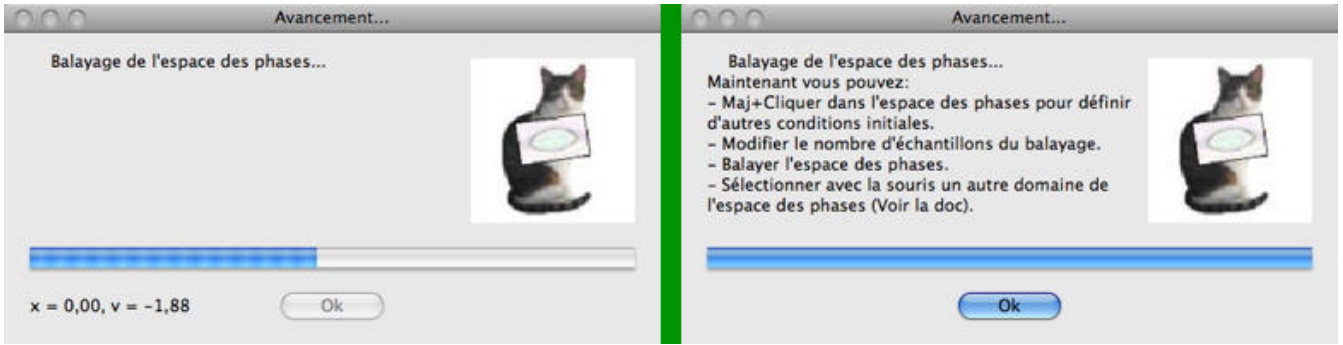 Avancement...
Balayage de l'espace des phases...
x = 0,00, v = -1,88
Ok
Avancement...
Balayage de l'espace des phases...
Maintenant vous pouvez:
- Maj+Cliquer dans l'espace des phases pour définir
d'autres conditions initiales.
- Modifier le nombre d'échantillons du balayage.
- Balayer l'espace des phases.
- Sélectionner avec la souris un autre domaine de
l'espace des phases (Voir la doc).
Ok